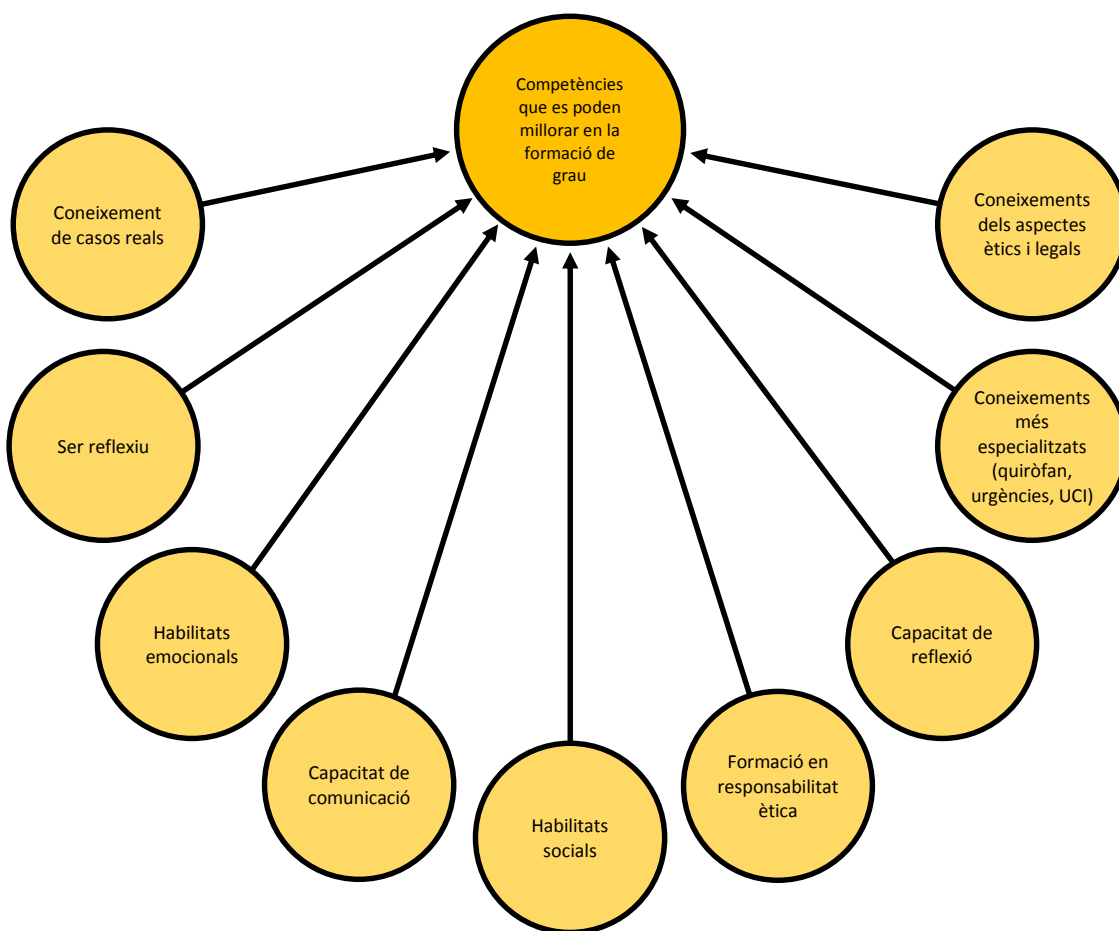 Competències
que es poden
millorar en la
formació de
grau
Coneixement
de casos reals
Ser reflexiu
Habilitats
emocionals
Capacitat de
comunicació
Habilitats
socials
Formació en
responsabilitat
ètica
Capacitat de
reflexió
Coneixements
més
especialitzats
(quiròfan,
urgències, UCI)
Coneixements
dels aspectes
ètics i legals